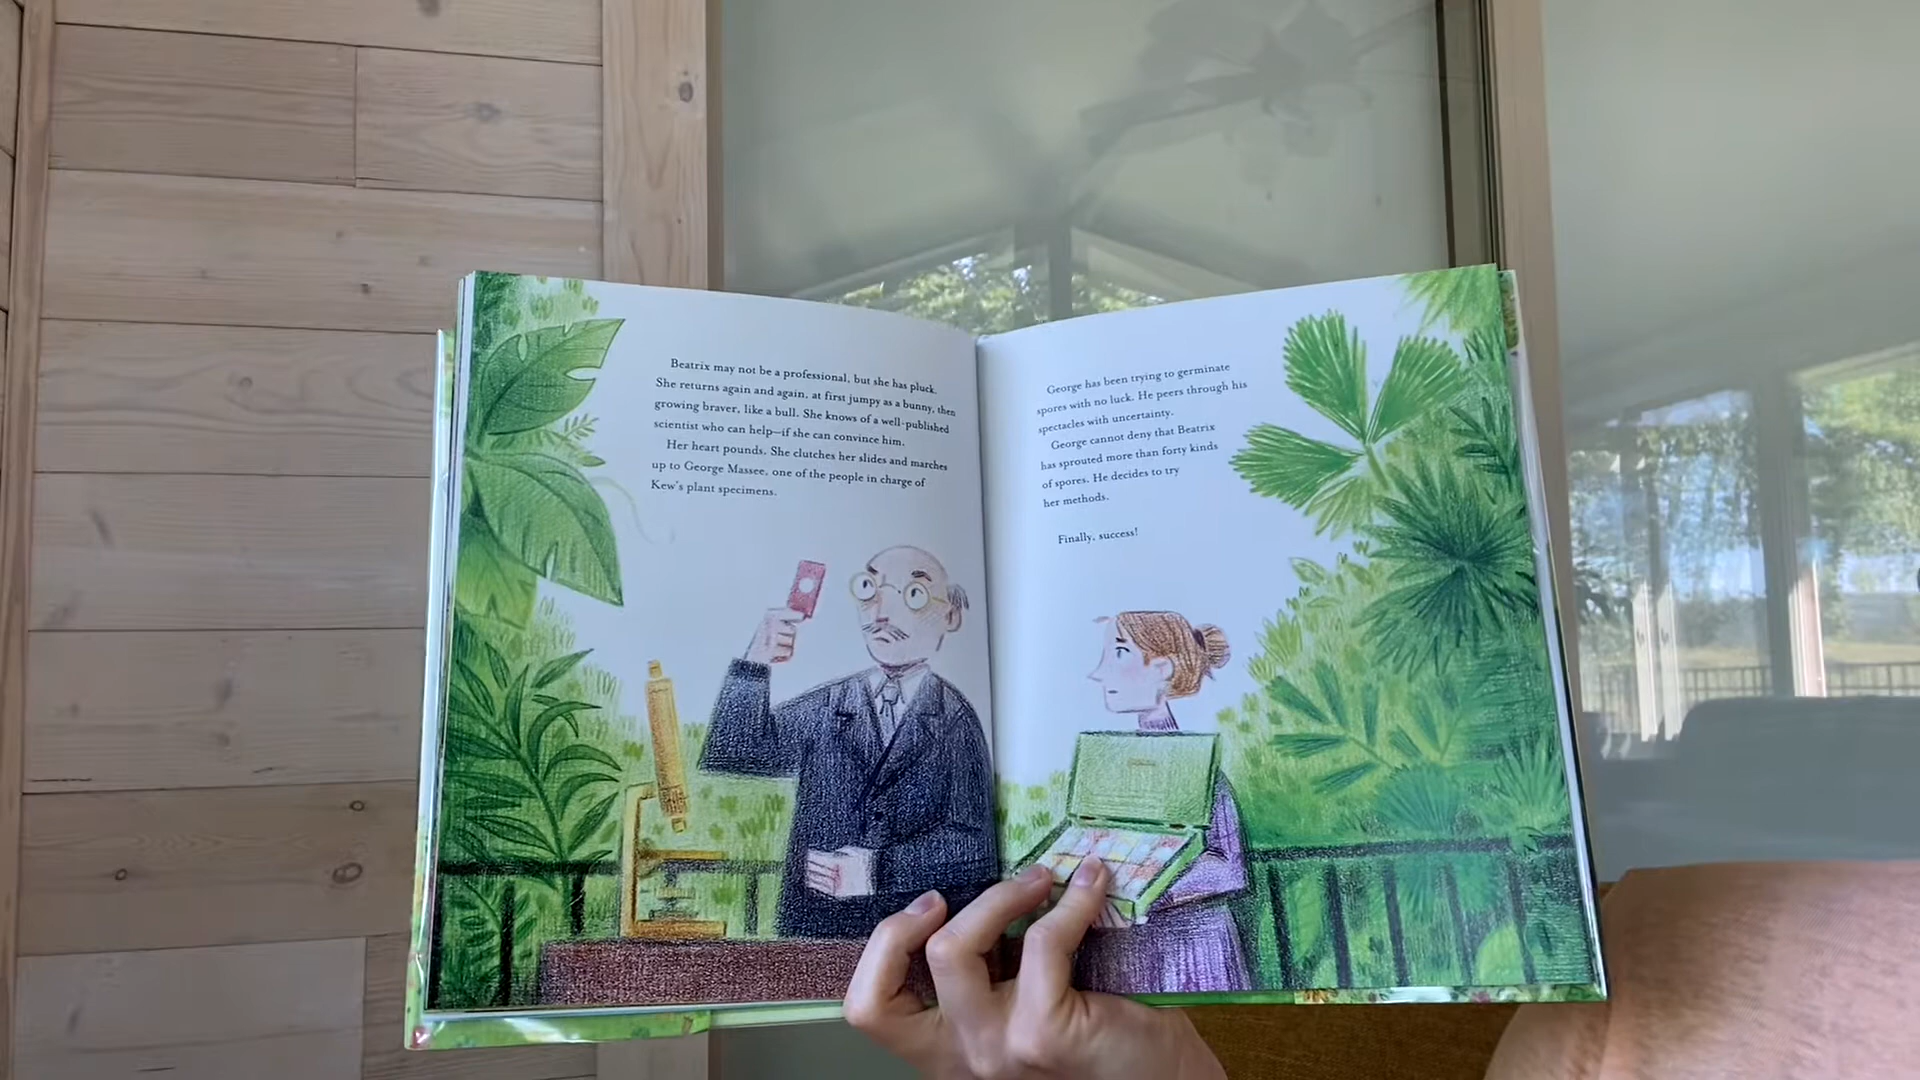 Beatrix may not be a professional, but she has pluck.
She returns again and again, at first jumpy as a bunny, then
growing braver, like a bull. She knows of a well-published
scientist who can help—if she can convince him.
Her heart pounds. She clutches her slides and marches
up to George Massee, one of the people in charge of
Kew's plant specimens.
George has been trying to germinate
spores with no luck. He peers through his
spectacles with uncertainty.
George cannot deny that Beatrix
has sprouted more than forty kinds
of spores. He decides to try
her methods.
Finally, success!